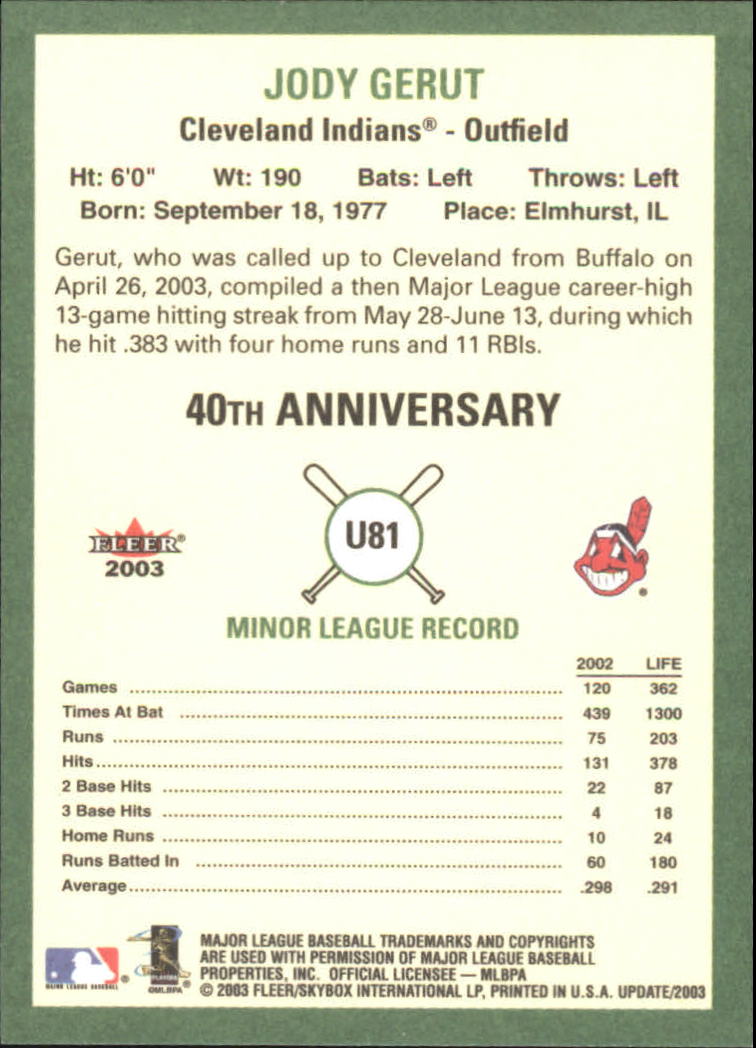 JODY GERUT
Cleveland Indians® - Outfield
Ht: 6'0" Wt: 190 Bats: Left Throws: Left
Born: September 18, 1977 Place: Elmhurst, IL
Gerut, who was called up to Cleveland from Buffalo on
April 26, 2003, compiled a then Major League career-high
13-game hitting streak from May 28-June 13, during which
he hit .383 with four home runs and 11 RBIs.
40TH ANNIVERSARY
U81
FLEER®
2003
®
MINOR LEAGUE RECORD
2002 LIFE
Games 120 362
Times At Bat 439 1300
Runs 75 203
Hits 131 378
2 Base Hits 22 87
3 Base Hits 4 18
Home Runs 10 24
Runs Batted In 60 180
Average .298 .291
MAJOR LEAGUE BASEBALL ®
PLAYERS
©MLBPA ®
MAJOR LEAGUE BASEBALL TRADEMARKS AND COPYRIGHTS
ARE USED WITH PERMISSION OF MAJOR LEAGUE BASEBALL
PROPERTIES, INC. OFFICIAL LICENSEE — MLBPA
© 2003 FLEER/SKYBOX INTERNATIONAL LP, PRINTED IN U.S.A. UPDATE/2003